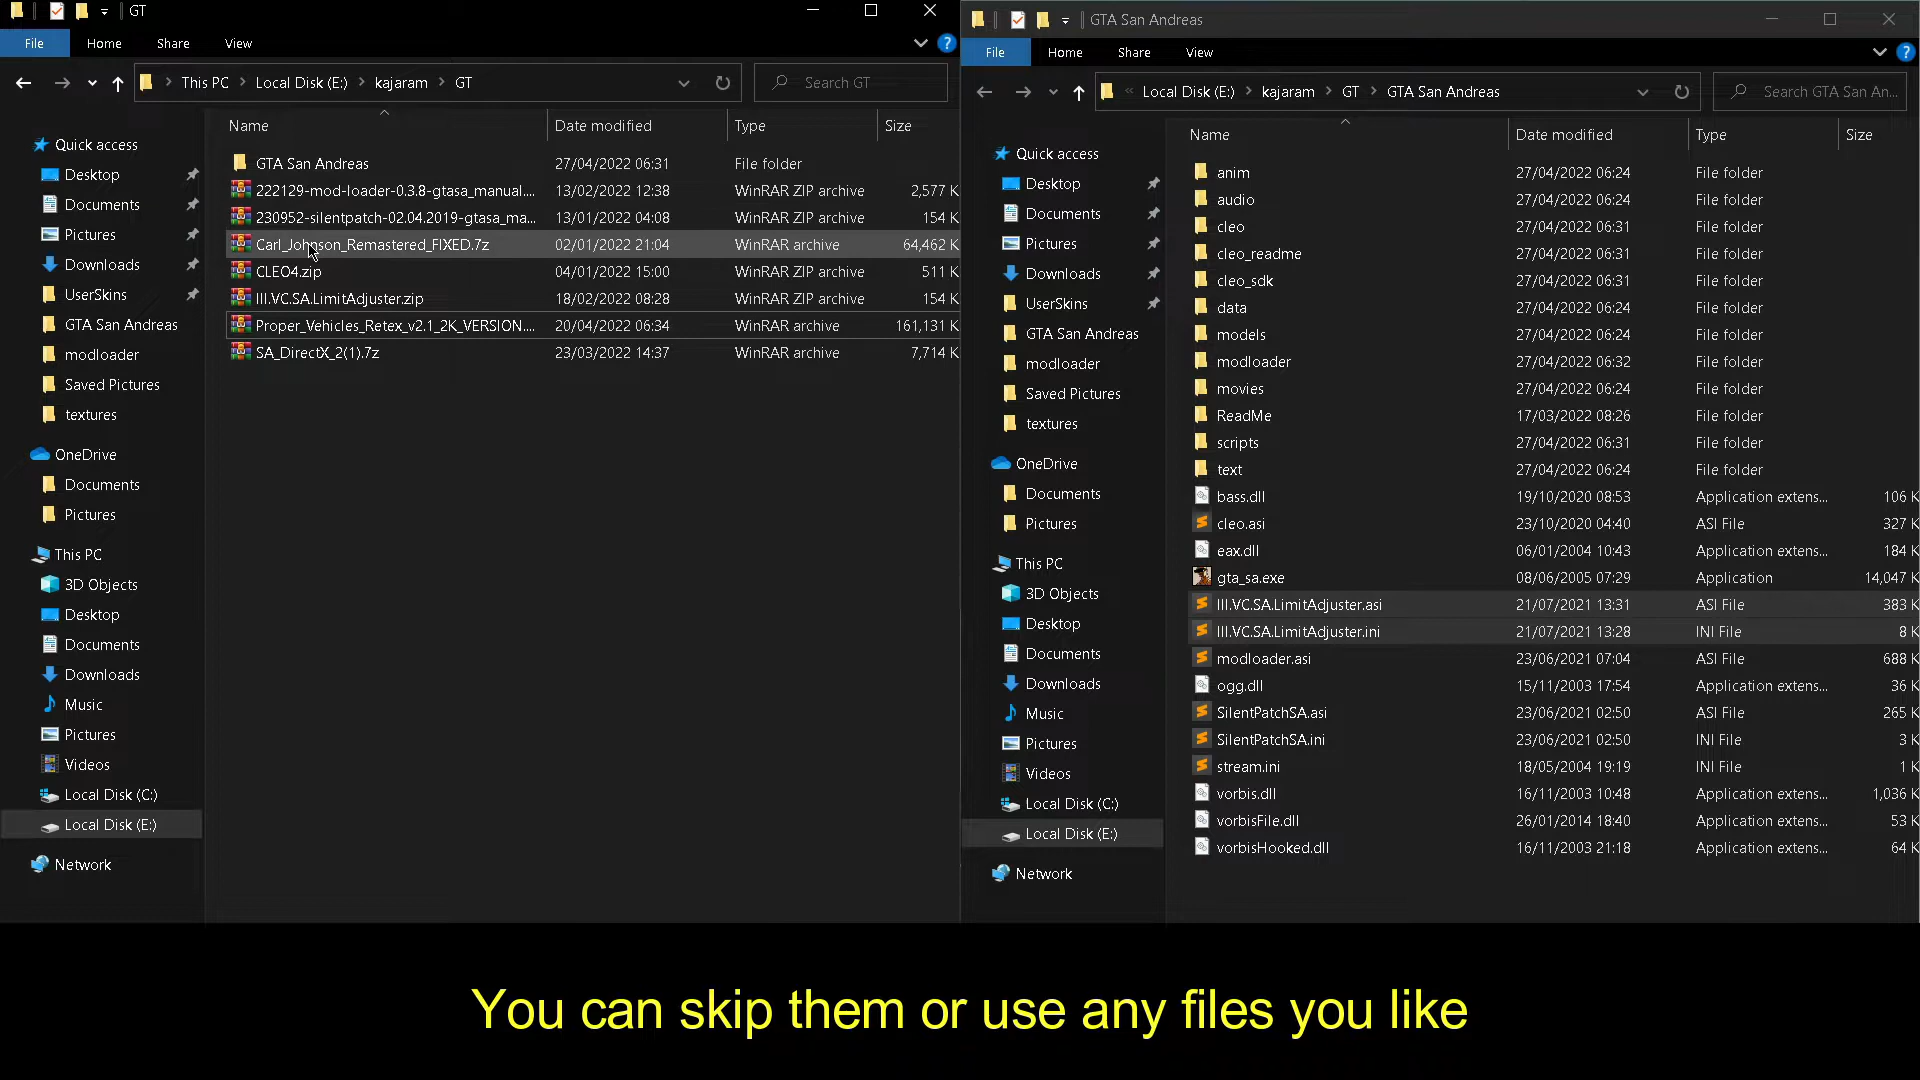 GT
File Home Share View
This PC Local Disk (E:) kajaram GT
Search GT
Name Date modified Type Size
Quick access
Desktop
Documents
Pictures
Downloads
UserSkins
GTA San Andreas
modloader
Saved Pictures
textures
OneDrive
Documents
Pictures
This PC
3D Objects
Desktop
Documents
Downloads
Music
Pictures
Videos
Local Disk (C:)
Local Disk (E:)
Network
GTA San Andreas 27/04/2022 06:31 File folder
222129-mod-loader-0.3.8-gtasa_manual.... 13/02/2022 12:38 WinRAR ZIP archive 2,577 K
230952-silentpatch-02.04.2019-gtasa_ma... 13/01/2022 04:08 WinRAR ZIP archive 154 K
Carl_Johnson_Remastered_FIXED.7z 02/01/2022 21:04 WinRAR archive 64,462 K
CLEO4.zip 04/01/2022 15:00 WinRAR ZIP archive 511 K
III.VC.SA.LimitAdjuster.zip 18/02/2022 08:28 WinRAR ZIP archive 154 K
Proper_Vehicles_Retex_v2.1_2K_VERSION.... 20/04/2022 06:34 WinRAR archive 161,131 K
SA_DirectX_2(1).7z 23/03/2022 14:37 WinRAR archive 7,714 K
GTA San Andreas
File Home Share View
« Local Disk (E:) kajaram GT GTA San Andreas
Search GTA San An...
Name Date modified Type Size
Quick access
Desktop
Documents
Pictures
Downloads
UserSkins
GTA San Andreas
modloader
Saved Pictures
textures
OneDrive
Documents
Pictures
This PC
3D Objects
Desktop
Documents
Downloads
Music
Pictures
Videos
Local Disk (C:)
Local Disk (E:)
Network
anim 27/04/2022 06:24 File folder
audio 27/04/2022 06:24 File folder
cleo 27/04/2022 06:31 File folder
cleo_readme 27/04/2022 06:31 File folder
cleo_sdk 27/04/2022 06:31 File folder
data 27/04/2022 06:24 File folder
models 27/04/2022 06:24 File folder
modloader 27/04/2022 06:32 File folder
movies 27/04/2022 06:24 File folder
ReadMe 17/03/2022 08:26 File folder
scripts 27/04/2022 06:31 File folder
text 27/04/2022 06:24 File folder
bass.dll 19/10/2020 08:53 Application extens... 106 K
cleo.asi 23/10/2020 04:40 ASI File 327 K
eax.dll 06/01/2004 10:43 Application extens... 184 K
gta_sa.exe 08/06/2005 07:29 Application 14,047 K
III.VC.SA.LimitAdjuster.asi 21/07/2021 13:31 ASI File 383 K
III.VC.SA.LimitAdjuster.ini 21/07/2021 13:28 INI File 8 K
modloader.asi 23/06/2021 07:04 ASI File 688 K
ogg.dll 15/11/2003 17:54 Application extens... 36 K
SilentPatchSA.asi 23/06/2021 02:50 ASI File 265 K
SilentPatchSA.ini 23/06/2021 02:50 INI File 3 K
stream.ini 18/05/2004 19:19 INI File 1 K
vorbis.dll 16/11/2003 10:48 Application extens... 1,036 K
vorbisFile.dll 26/01/2014 18:40 Application extens... 53 K
vorbisHooked.dll 16/11/2003 21:18 Application extens... 64 K
You can skip them or use any files you like